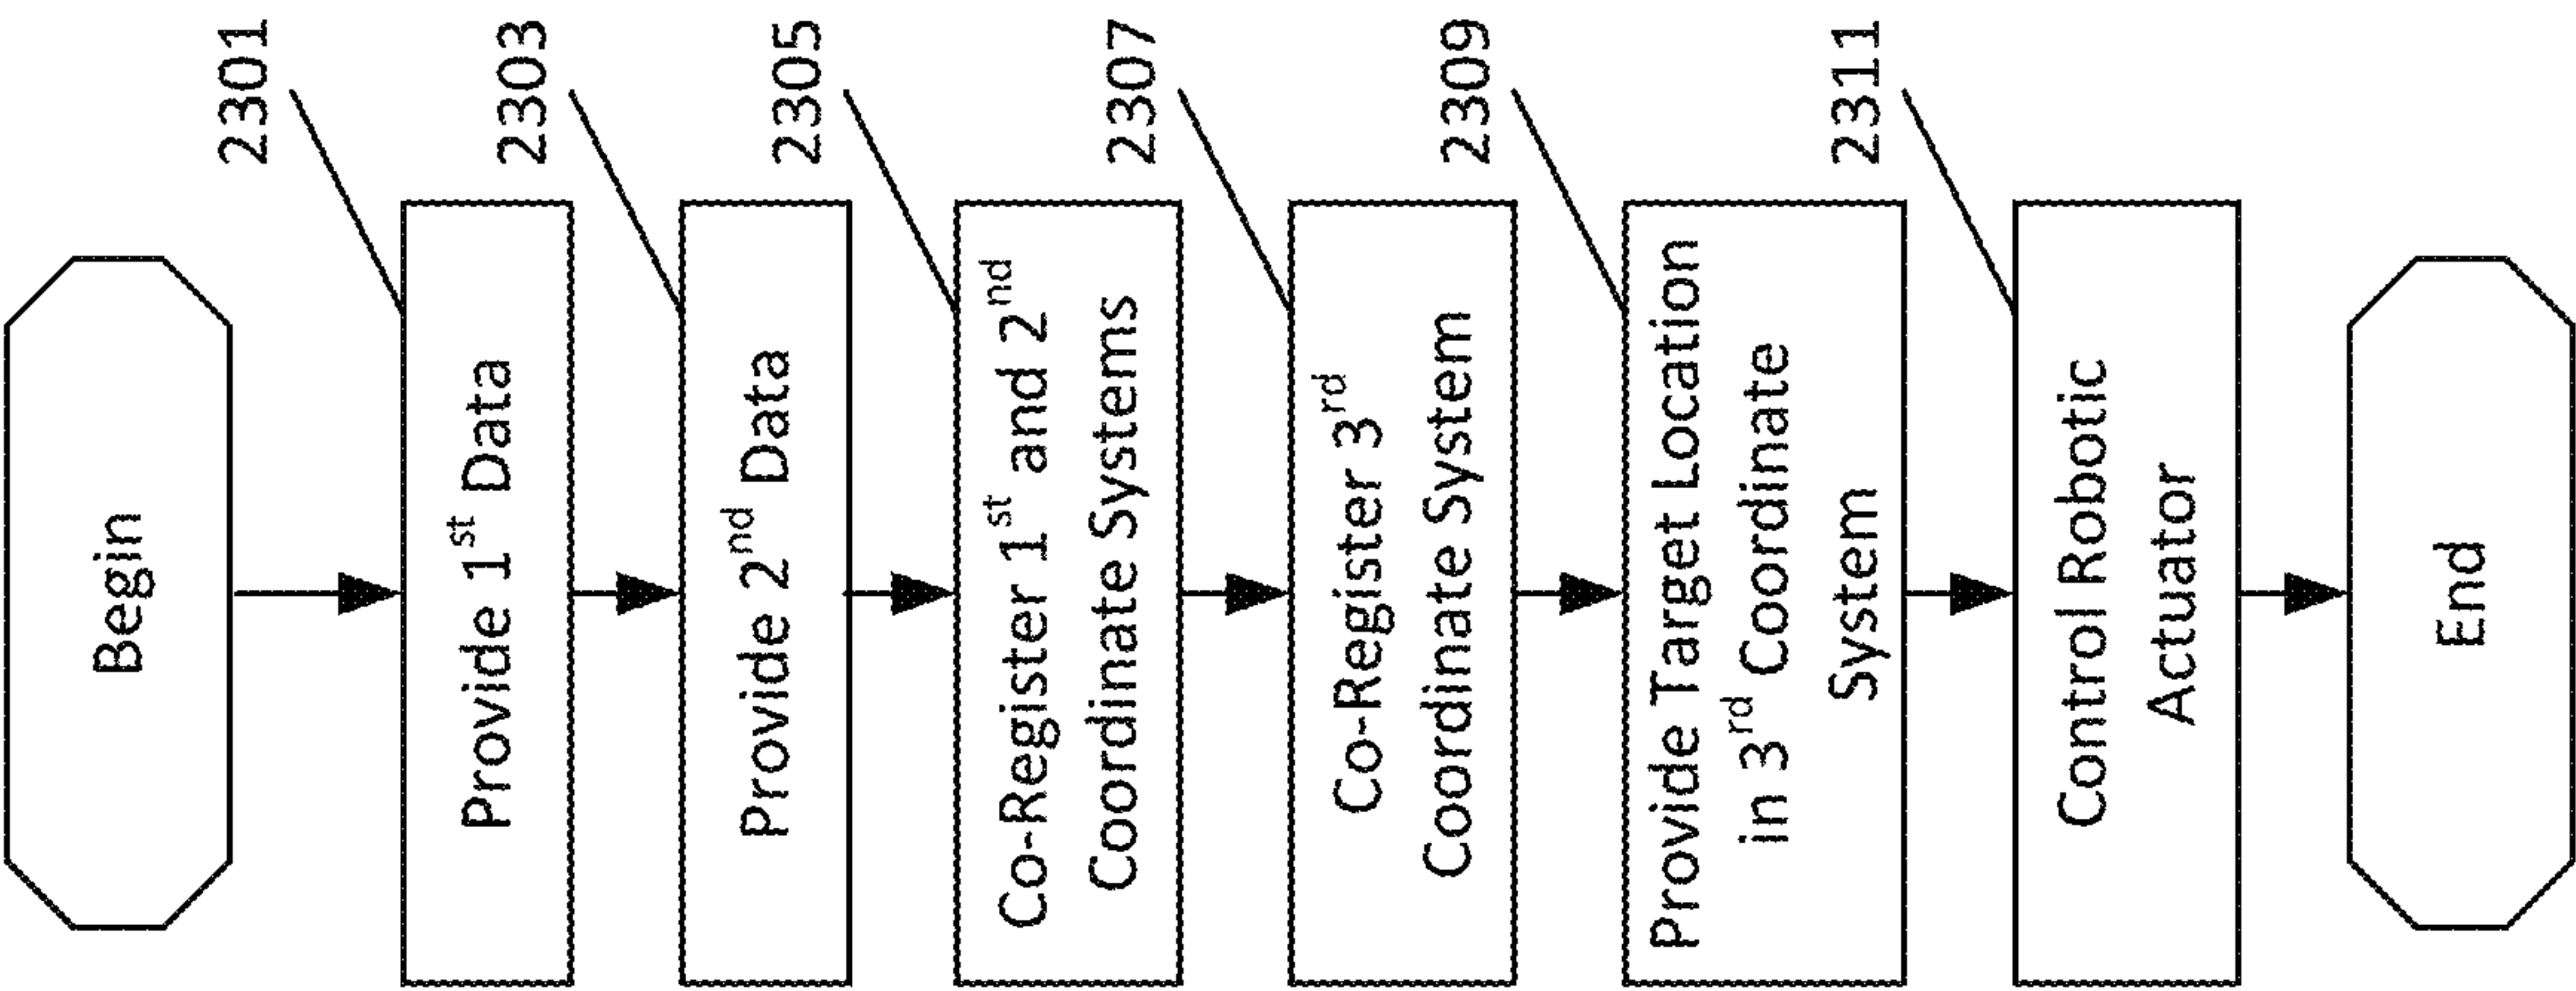 Begin
2301
Provide 1st Data
2303
Provide 2nd Data
2305
Co-Register 1st and 2nd
Coordinate Systems
2307
Co-Register 3rd
Coordinate System
2309
Provide Target Location
in 3rd Coordinate
System
2311
Control Robotic
Actuator
End